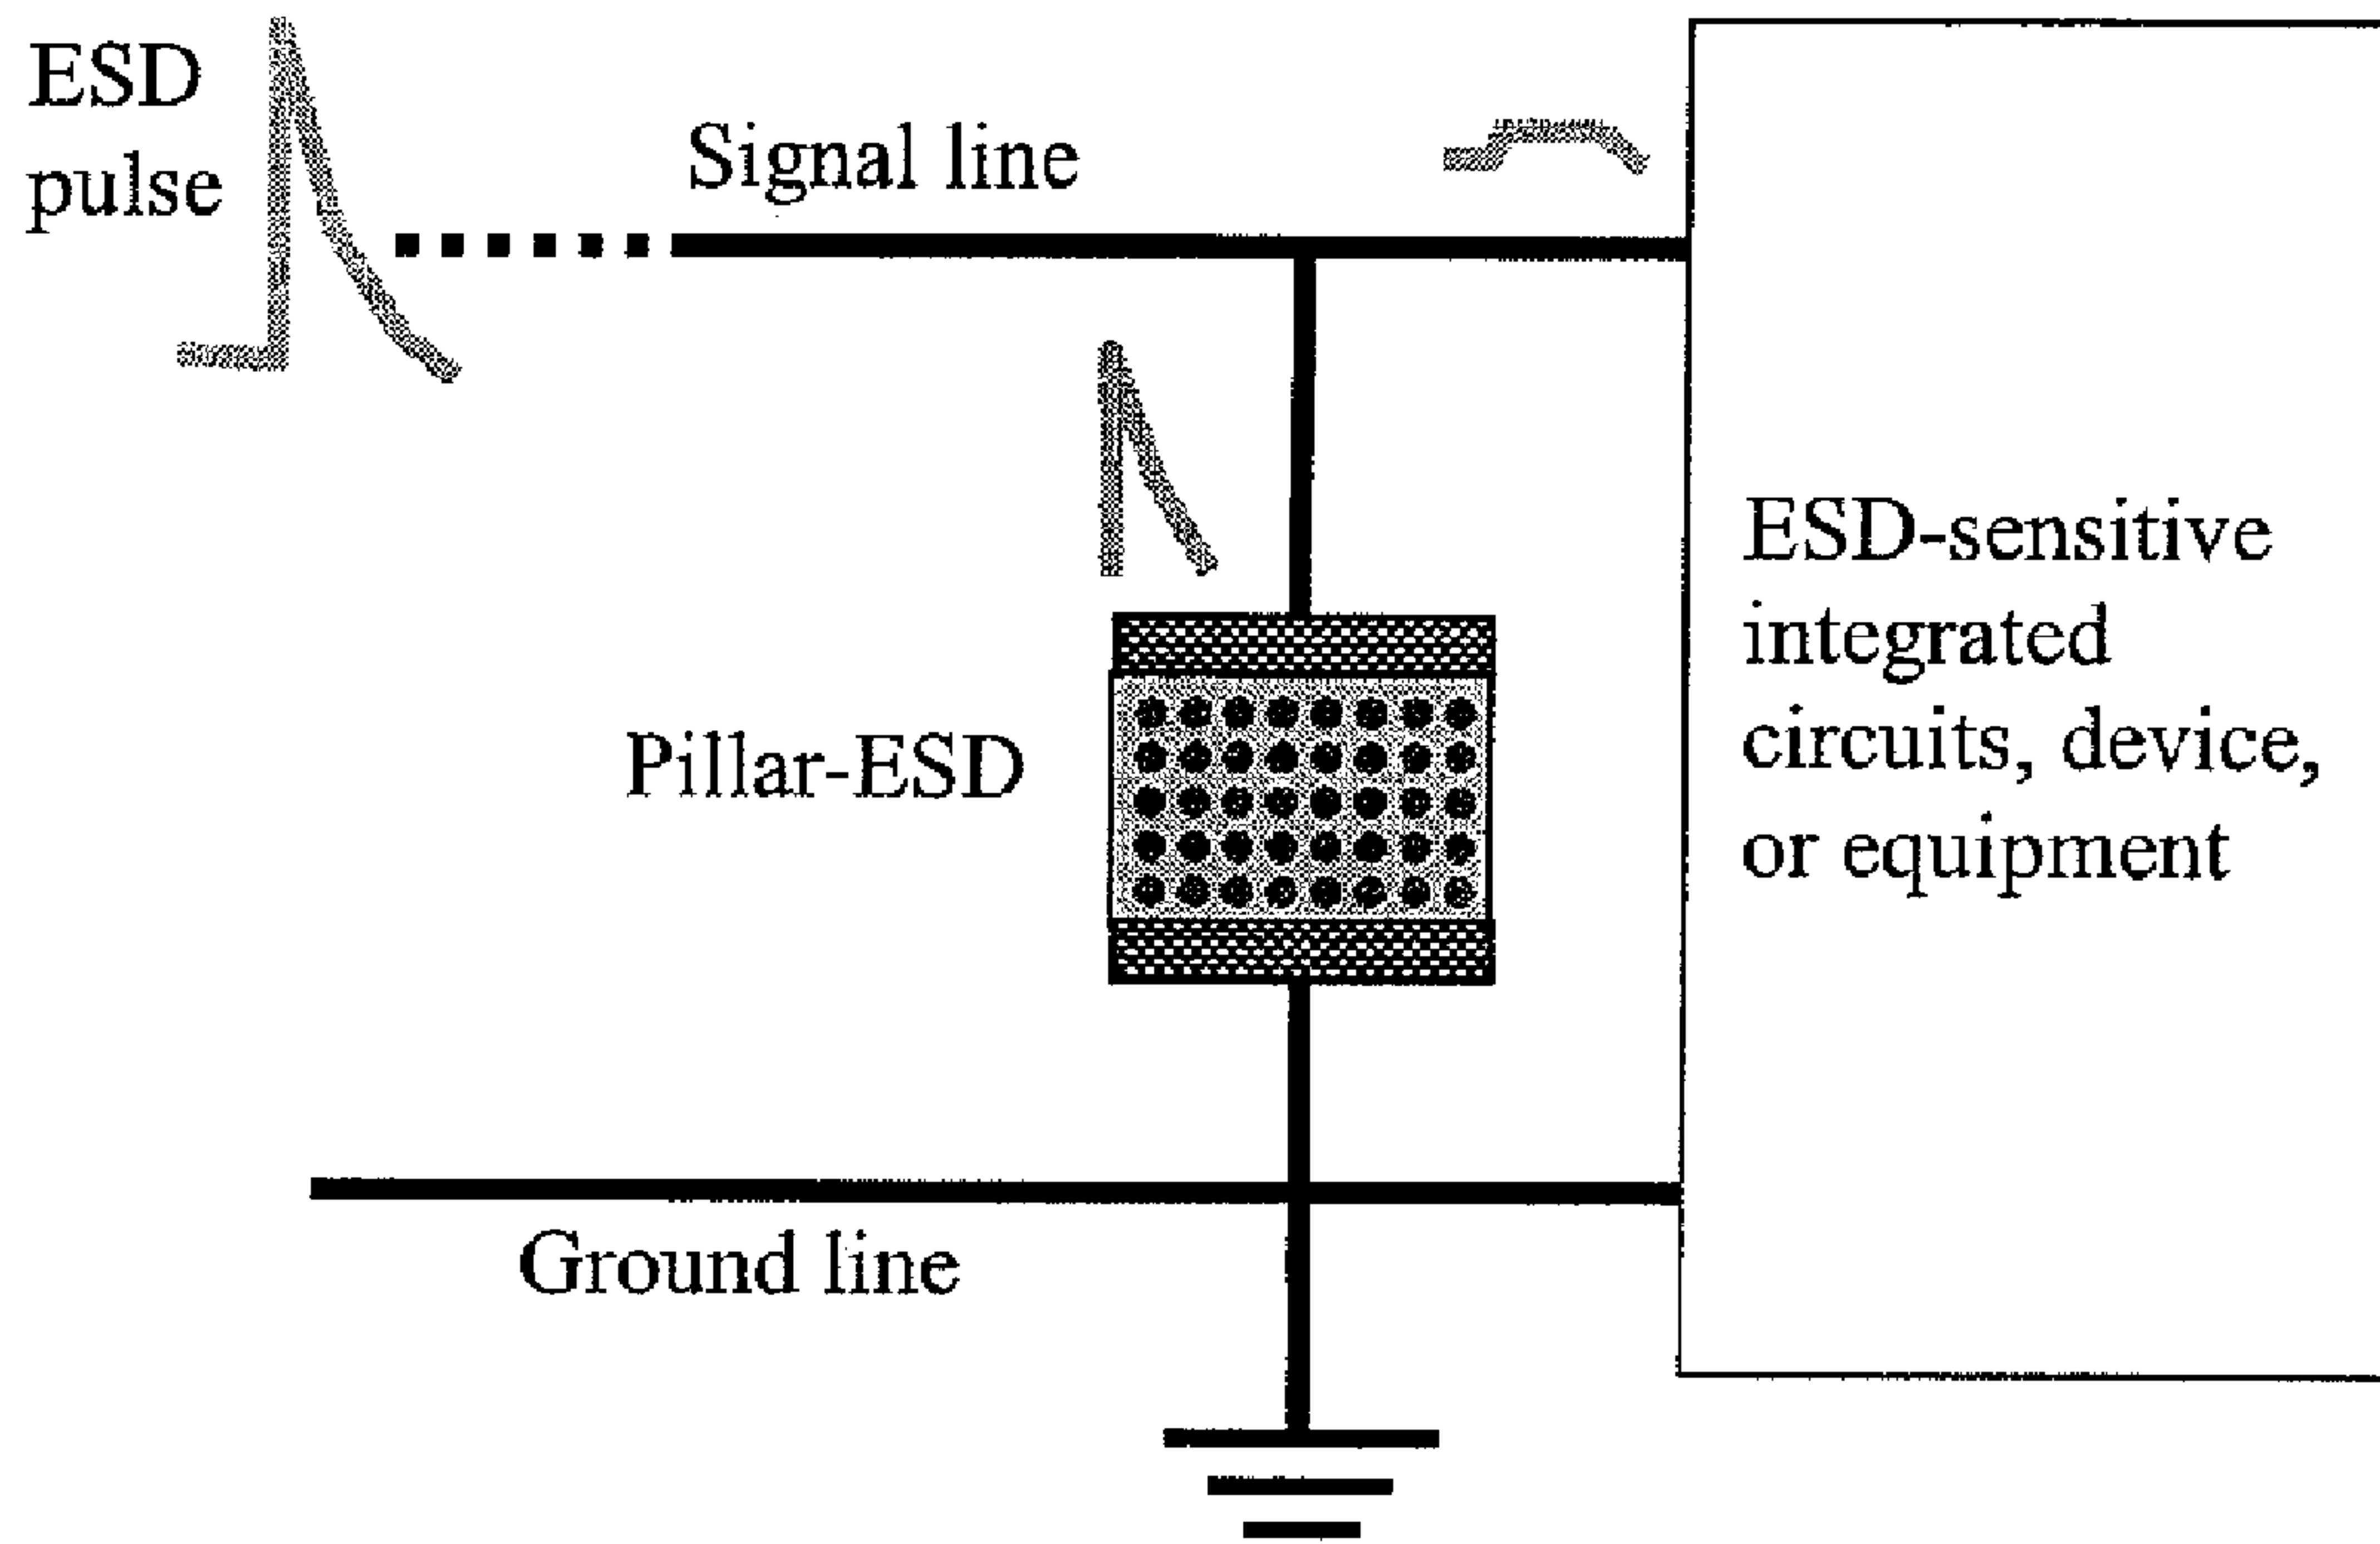 ESD
pulse
Signal line
Pillar-ESD
ESD-sensitive
integrated
circuits, device,
or equipment
Ground line